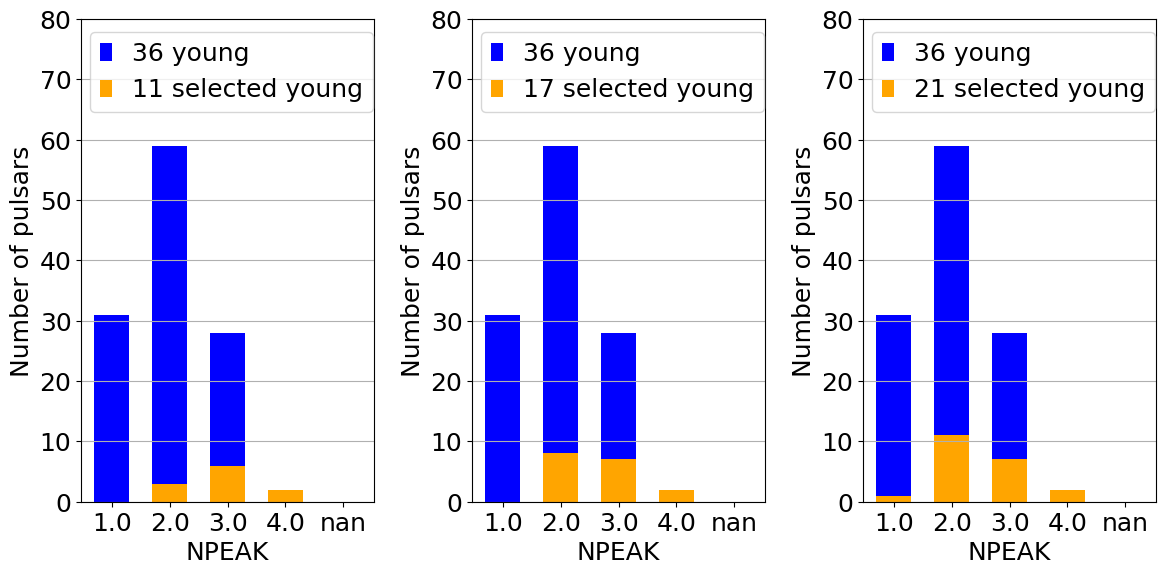 80
70
60
50
40
30
20
10
0
Number of pulsars
36 young
11 selected young
1.0 2.0 3.0 4.0 nan
NPEAK
80
70
60
50
40
30
20
10
0
Number of pulsars
36 young
17 selected young
1.0 2.0 3.0 4.0 nan
NPEAK
80
70
60
50
40
30
20
10
0
Number of pulsars
36 young
21 selected young
1.0 2.0 3.0 4.0 nan
NPEAK